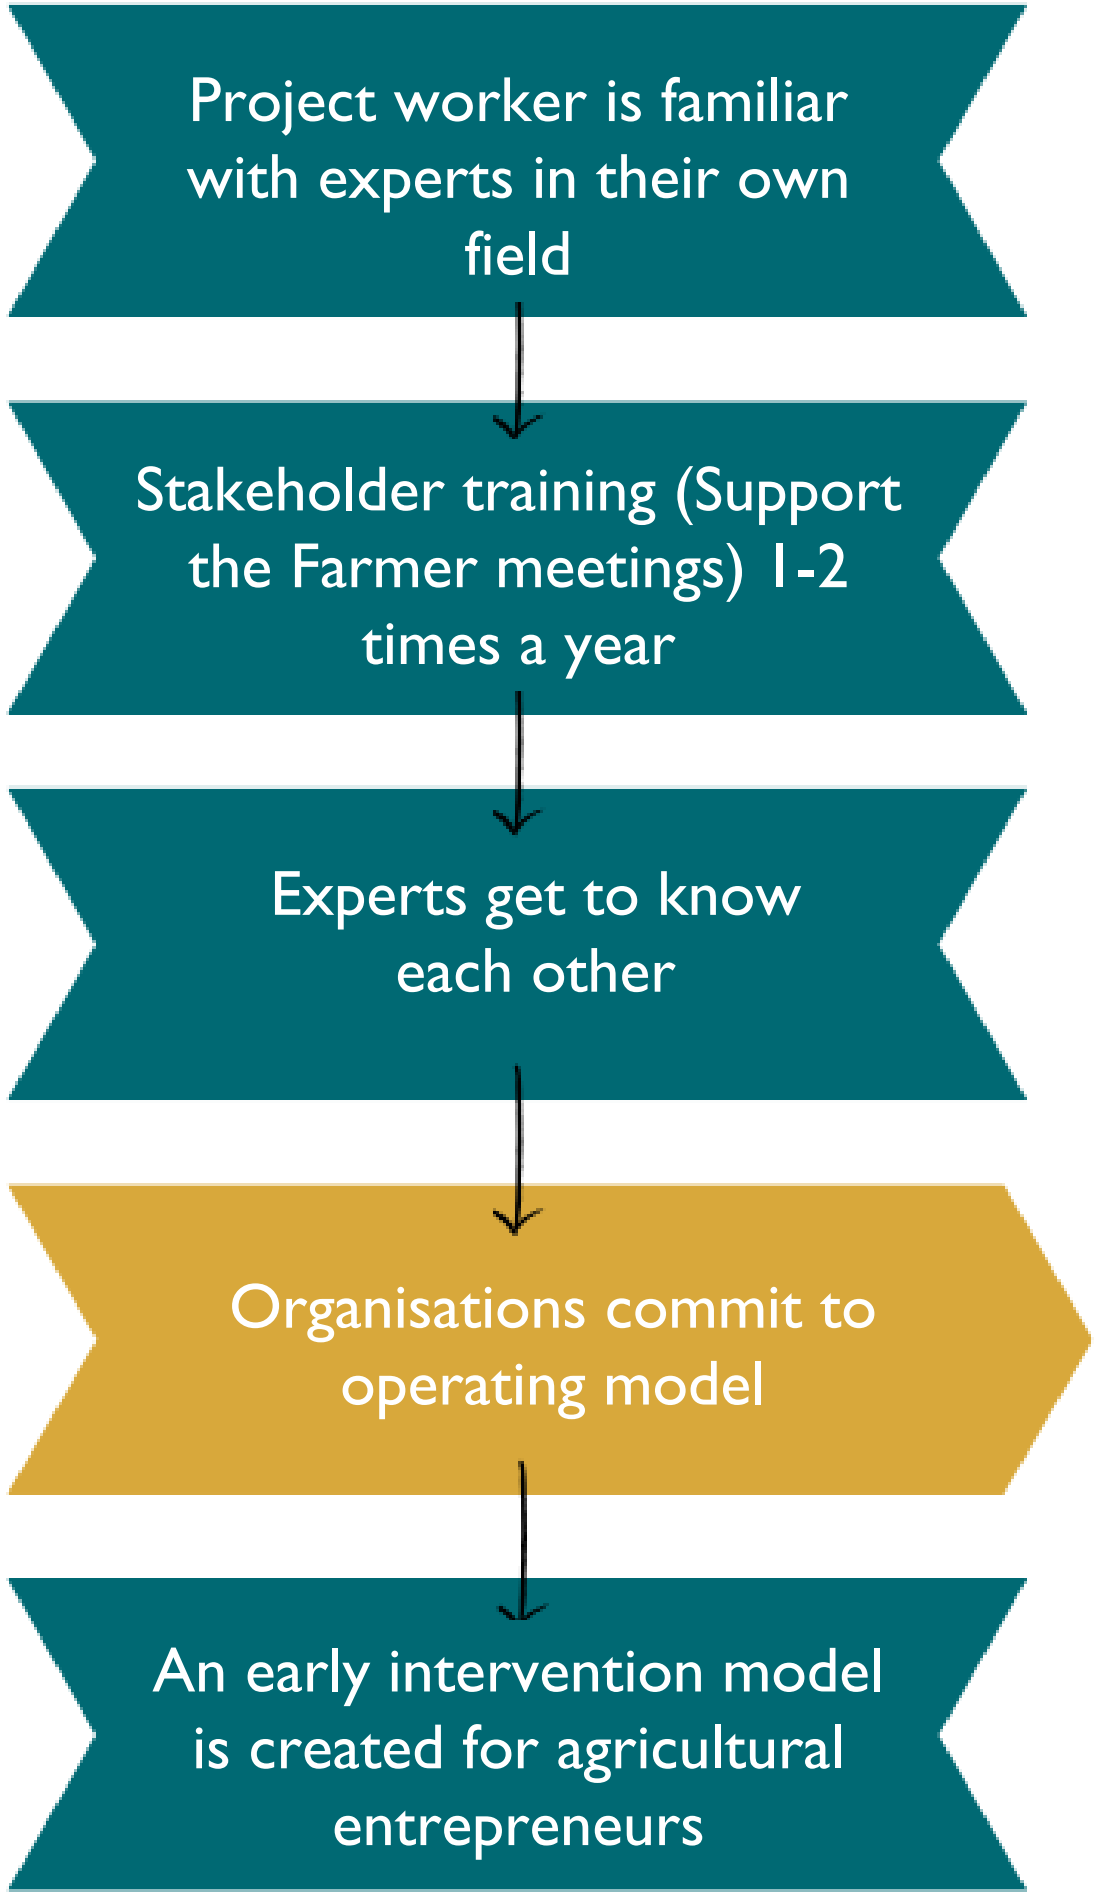 Project worker is familiar
with experts in their own
field
Stakeholder training (Support
the Farmer meetings) 1-2
times a year
Experts get to know
each other
Organisations commit to
operating model
An early intervention model
is created for agricultural
entrepreneurs